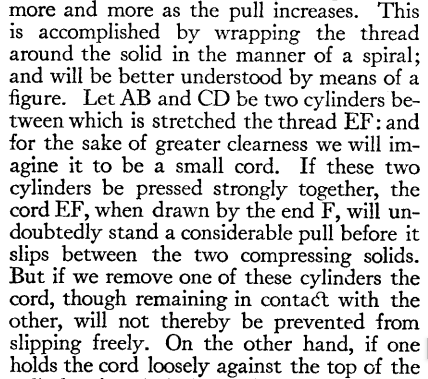 more and more as the pull increases. This
is accomplished by wrapping the thread
around the solid in the manner of a spiral;
and will be better understood by means of a
figure. Let AB and CD be two cylinders be-
tween which is stretched the thread EF: and
for the sake of greater clearness we will im-
agine it to be a small cord. If these two
cylinders be pressed strongly together, the
cord EF, when drawn by the end F, will un-
doubtedly stand a considerable pull before it
slips between the two compressing solids.
But if we remove one of these cylinders the
cord, though remaining in contact with the
other, will not thereby be prevented from
slipping freely. On the other hand, if one
holds the cord loosely against the top of the